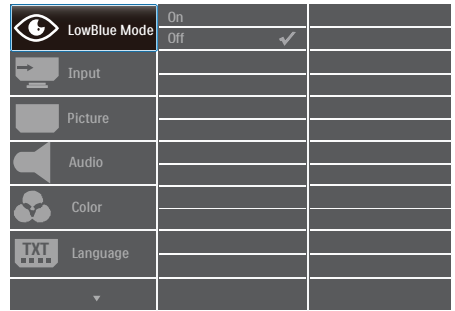 LowBlue Mode
On
Off
Input
Picture
Audio
Color
TXT
Language